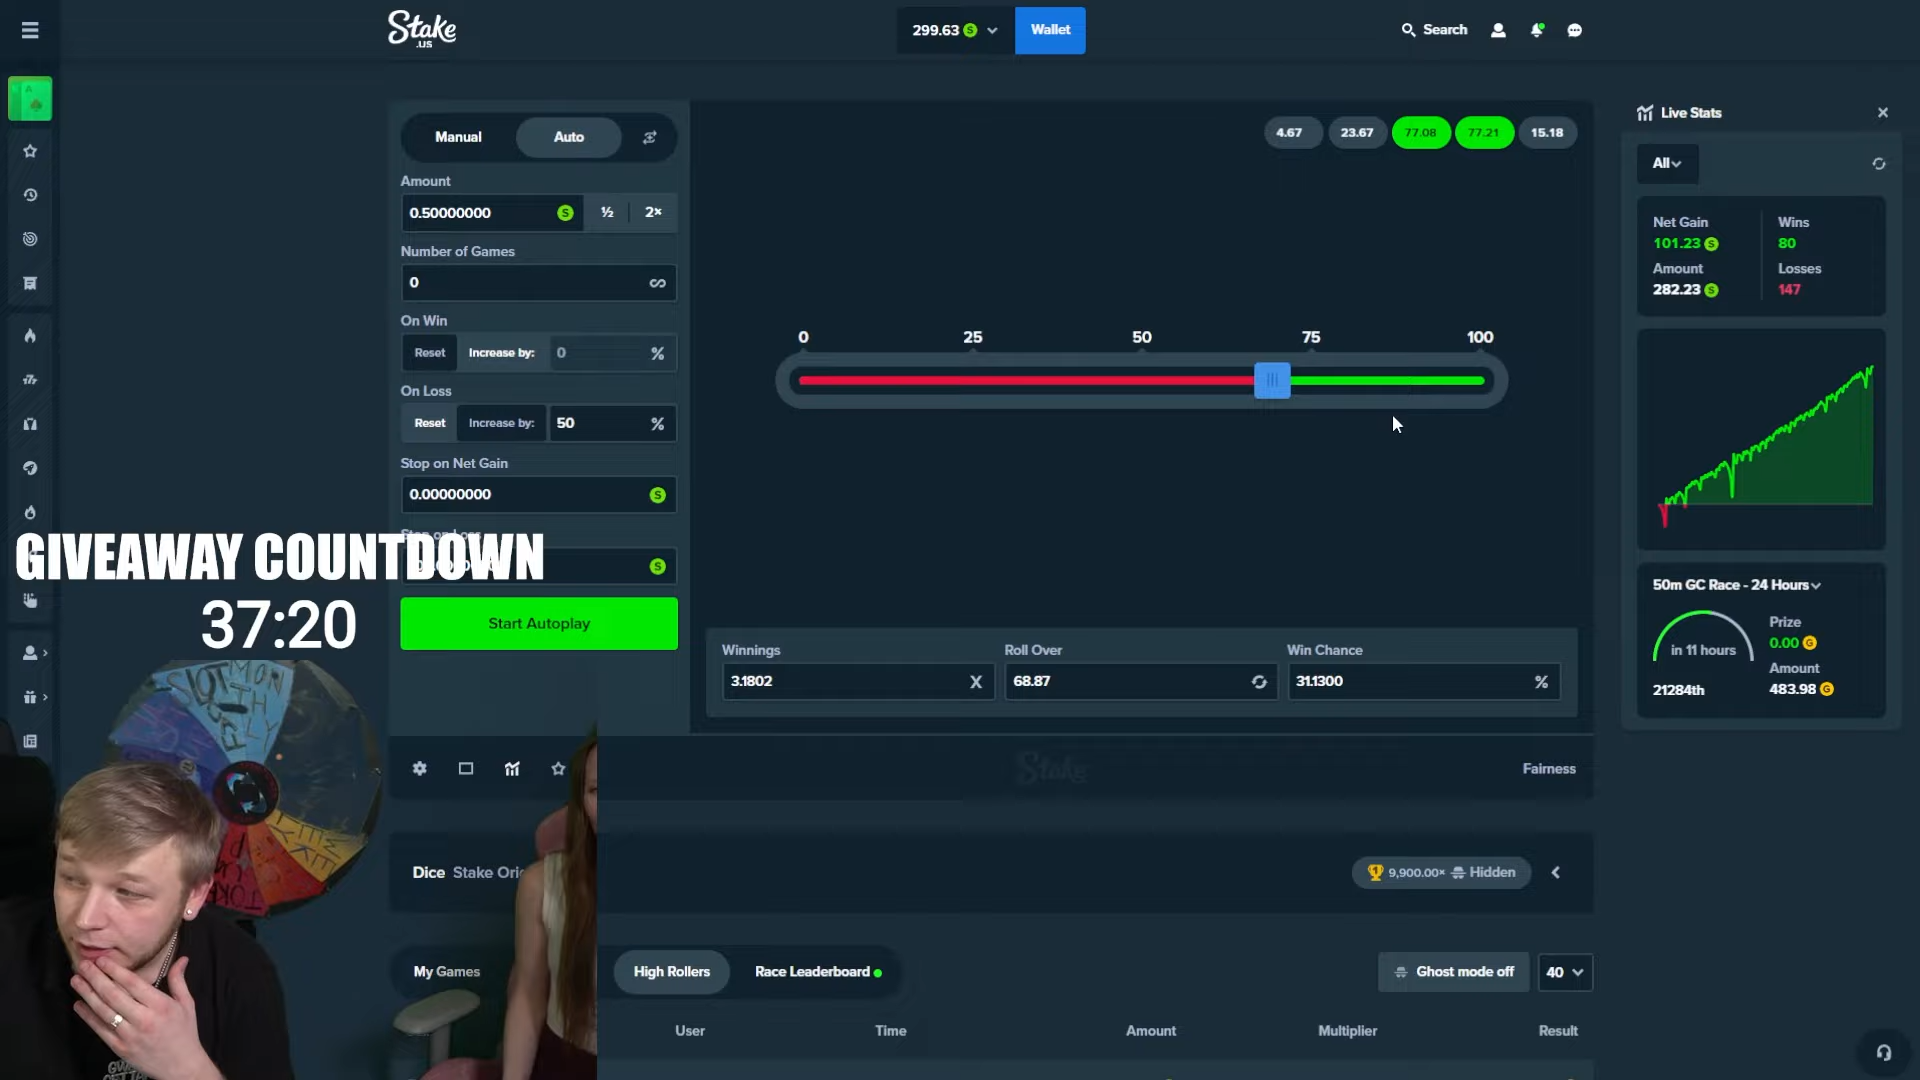 Stake
.US
299.63
Wallet
Search
Manual
Auto
Amount
0.50000000
½
2×
Number of Games
0
On Win
Reset
Increase by:
0
%
On Loss
Reset
Increase by:
50
%
Stop on Net Gain
0.00000000
Stop on Loss
GIVEAWAY COUNTDOWN
37:20
Start Autoplay
4.67
23.67
77.08
77.21
15.18
0
25
50
75
100
Winnings
3.1802
Roll Over
68.87
Win Chance
31.1300
%
Stake
Fairness
Dice
9,900.00×
Hidden
My Games
High Rollers
Race Leaderboard
Ghost mode off
40
User
Time
Amount
Multiplier
Result
Live Stats
All
Net Gain
101.23
Wins
80
Amount
282.23
Losses
147
50m GC Race - 24 Hours
in 11 hours
21284th
Prize
0.00
Amount
483.98